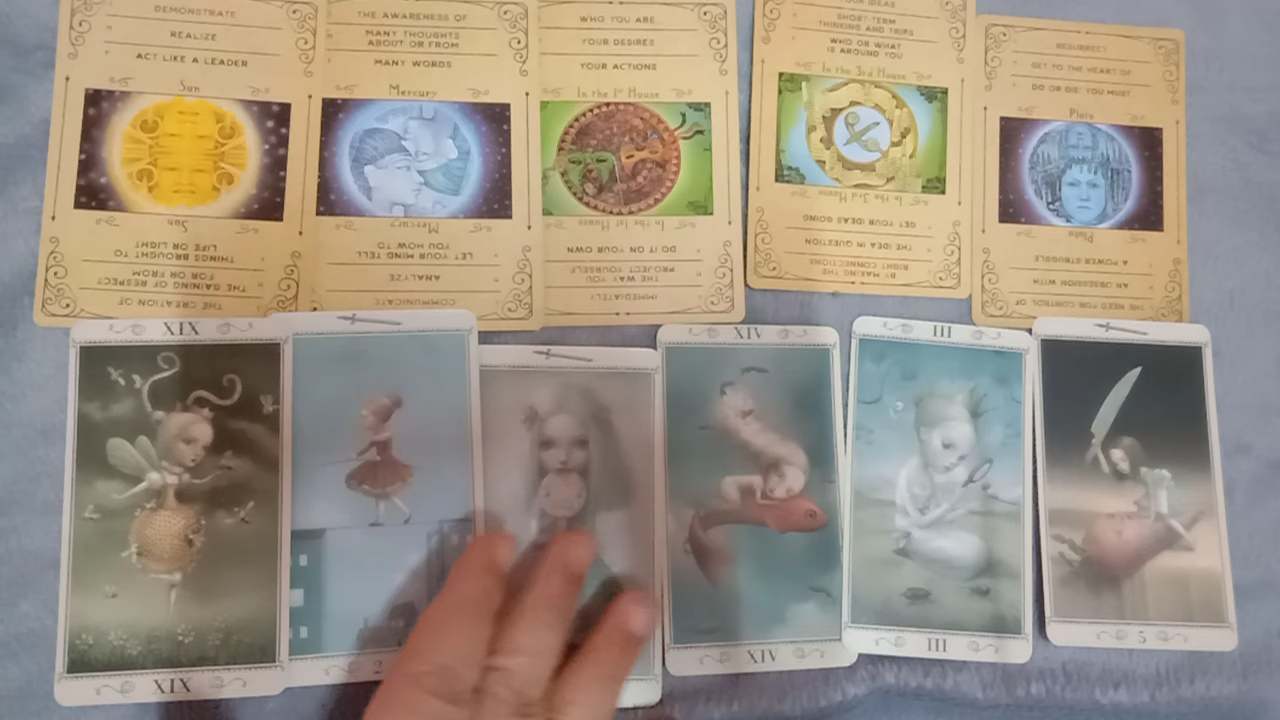 DEMONSTRATE
REALIZE
ACT LIKE A LEADER
Sun
Sun
THINGS BROUGHT TO
LIFE OR LIGHT
THE GAINING OF RESPECT
FOR OR FROM
THE CREATION OF
THE AWARENESS OF
MANY THOUGHTS
ABOUT OR FROM
MANY WORDS
Mercury
Mercury
LET YOUR MIND TELL
YOU HOW TO
ANALYZE
COMMUNICATE
WHO YOU ARE
YOUR DESIRES
YOUR ACTIONS
In the 1st House
In the 1st House
DO IT ON YOUR OWN
PROJECT YOURSELF
THE WAY YOU
IMMEDIATELY
YOUR IDEAS
SHORT TERM
THINKING AND TRIPS
WHO OR WHAT
IS AROUND YOU
In the 3rd House
In the 3rd House
GET YOUR IDEAS GOING
THE IDEA IN QUESTION
BY MAKING THE
RIGHT CONNECTIONS
RESURRECT
GET TO THE HEART OF
DO OR DIE: YOU MUST
Pluto
Pluto
A POWER STRUGGLE
AN OBSESSION WITH
THE NEED FOR CONTROL OF
XIX
XIX
2
XIV
XIV
III
III
5